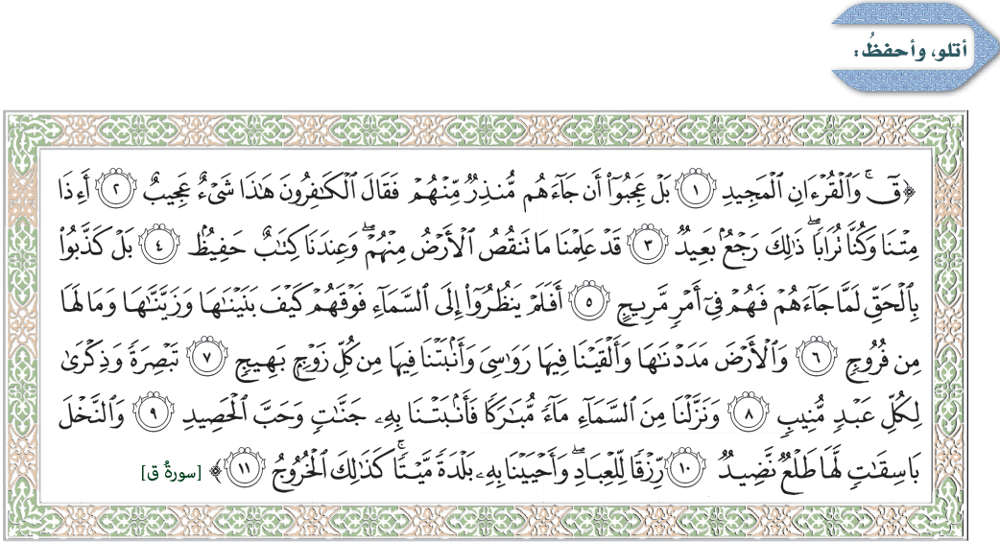 أتلو، وأحفظُ:
﴿قٓۚ وَٱلۡقُرۡءَانِ ٱلۡمَجِيدِ ١ بَلۡ عَجِبُوٓاْ أَن جَآءَهُم مُّنذِرٞ مِّنۡهُمۡ فَقَالَ ٱلۡكَٰفِرُونَ هَٰذَا شَيۡءٌ عَجِيبٌ ٢ أَءِذَا
مِتۡنَا وَكُنَّا تُرَابٗاۖ ذَٰلِكَ رَجۡعُۢ بَعِيدٞ ٣ قَدۡ عَلِمۡنَا مَا تَنقُصُ ٱلۡأَرۡضُ مِنۡهُمۡۖ وَعِندَنَا كِتَٰبٌ حَفِيظُۢ ٤ بَلۡ كَذَّبُواْ
بِٱلۡحَقِّ لَمَّا جَآءَهُمۡ فَهُمۡ فِيٓ أَمۡرٖ مَّرِيجٍ ٥ أَفَلَمۡ يَنظُرُوٓاْ إِلَى ٱلسَّمَآءِ فَوۡقَهُمۡ كَيۡفَ بَنَيۡنَٰهَا وَزَيَّنَّٰهَا وَمَا لَهَا
مِن فُرُوجٖ ٦ وَٱلۡأَرۡضَ مَدَدۡنَٰهَا وَأَلۡقَيۡنَا فِيهَا رَوَٰسِيَ وَأَنۢبَتۡنَا فِيهَا مِن كُلِّ زَوۡجِۭ بَهِيجٖ ٧ تَبۡصِرَةٗ وَذِكۡرَىٰ
لِكُلِّ عَبۡدٖ مُّنِيبٖ ٨ وَنَزَّلۡنَا مِنَ ٱلسَّمَآءِ مَآءٗ مُّبَٰرَكٗا فَأَنۢبَتۡنَا بِهِۦ جَنَّٰتٖ وَحَبَّ ٱلۡحَصِيدِ ٩ وَٱلنَّخۡلَ
بَاسِقَٰتٖ لَّهَا طَلۡعٞ نَّضِيدٞ ١٠ رِّزۡقٗا لِّلۡعِبَادِۖ وَأَحۡيَيۡنَا بِهِۦ بَلۡدَةٗ مَّيۡتٗاۚ كَذَٰلِكَ ٱلۡخُرُوجُ ١١﴾ [سورةُ ق]